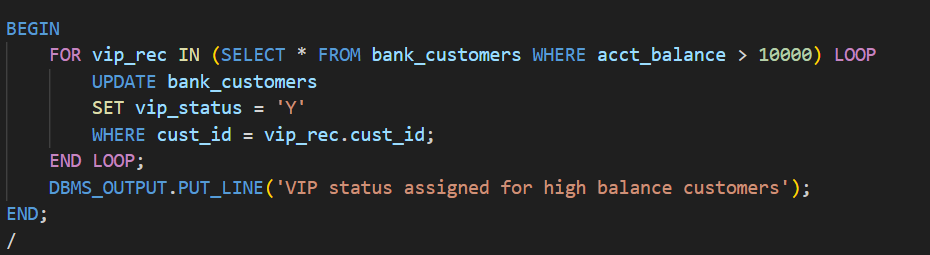 BEGIN
    FOR vip_rec IN (SELECT * FROM bank_customers WHERE acct_balance > 10000) LOOP
        UPDATE bank_customers
        SET vip_status = 'Y'
        WHERE cust_id = vip_rec.cust_id;
    END LOOP;
    DBMS_OUTPUT.PUT_LINE('VIP status assigned for high balance customers');
END;
/